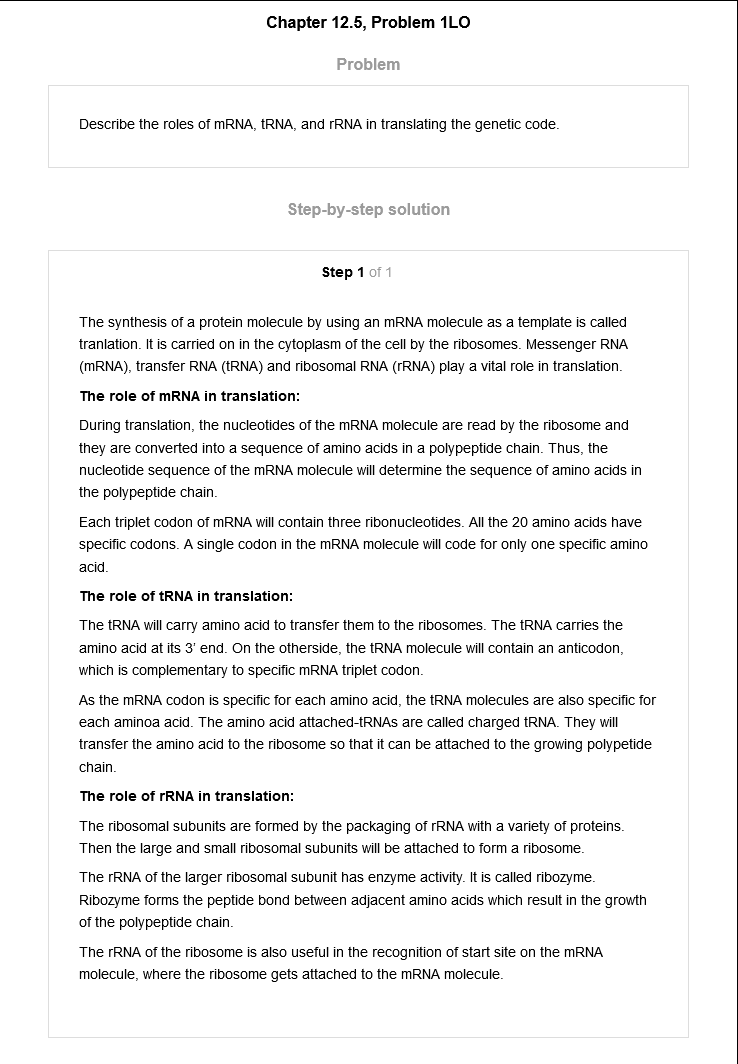 Chapter 12.5, Problem 1LO
Problem
Describe the roles of mRNA, tRNA, and rRNA in translating the genetic code.
Step-by-step solution
Step 1 of 1
The synthesis of a protein molecule by using an mRNA molecule as a template is called
tranlation. It is carried on in the cytoplasm of the cell by the ribosomes. Messenger RNA
(mRNA), transfer RNA (tRNA) and ribosomal RNA (rRNA) play a vital role in translation.
The role of mRNA in translation:
During translation, the nucleotides of the mRNA molecule are read by the ribosome and
they are converted into a sequence of amino acids in a polypeptide chain. Thus, the
nucleotide sequence of the mRNA molecule will determine the sequence of amino acids in
the polypeptide chain.
Each triplet codon of mRNA will contain three ribonucleotides. All the 20 amino acids have
specific codons. A single codon in the mRNA molecule will code for only one specific amino
acid.
The role of tRNA in translation:
The tRNA will carry amino acid to transfer them to the ribosomes. The tRNA carries the
amino acid at its 3' end. On the otherside, the tRNA molecule will contain an anticodon,
which is complementary to specific mRNA triplet codon.
As the mRNA codon is specific for each amino acid, the tRNA molecules are also specific for
each aminoa acid. The amino acid attached-tRNAs are called charged tRNA. They will
transfer the amino acid to the ribosome so that it can be attached to the growing polypetide
chain.
The role of rRNA in translation:
The ribosomal subunits are formed by the packaging of rRNA with a variety of proteins.
Then the large and small ribosomal subunits will be attached to form a ribosome.
The rRNA of the larger ribosomal subunit has enzyme activity. It is called ribozyme.
Ribozyme forms the peptide bond between adjacent amino acids which result in the growth
of the polypeptide chain.
The rRNA of the ribosome is also useful in the recognition of start site on the mRNA
molecule, where the ribosome gets attached to the mRNA molecule.